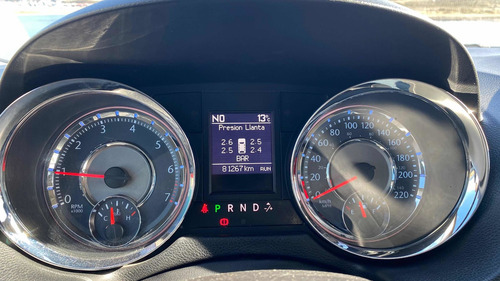 NO 13°C
Presion Llanta
2.6 2.5
2.5 2.4
BAR
81267 km RUN
P R N D
1 2 3 4 5 6 7
RPM
x1000
C H
0 20 40 60 80 100 120 140 160 180 200 220
km/h